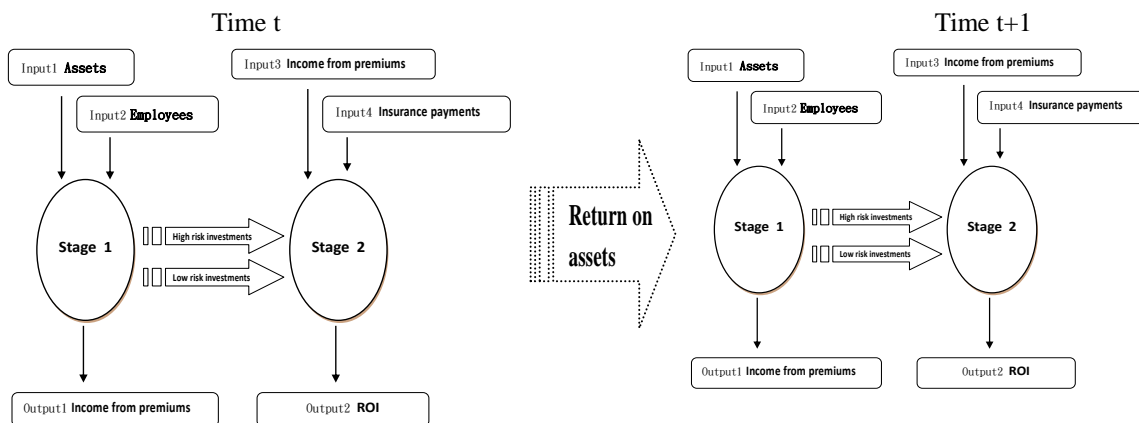 Time t
Input1 Assets
Input3 Income from premiums
Input2 Employees
Input4 Insurance payments
Stage 1
High risk investments
Low risk investments
Stage 2
Output1 Income from premiums
Output2 ROI
Return on
assets
Time t+1
Input1 Assets
Input3 Income from premiums
Input2 Employees
Input4 Insurance payments
Stage 1
High risk investments
Low risk investments
Stage 2
Output1 Income from premiums
Output2 ROI